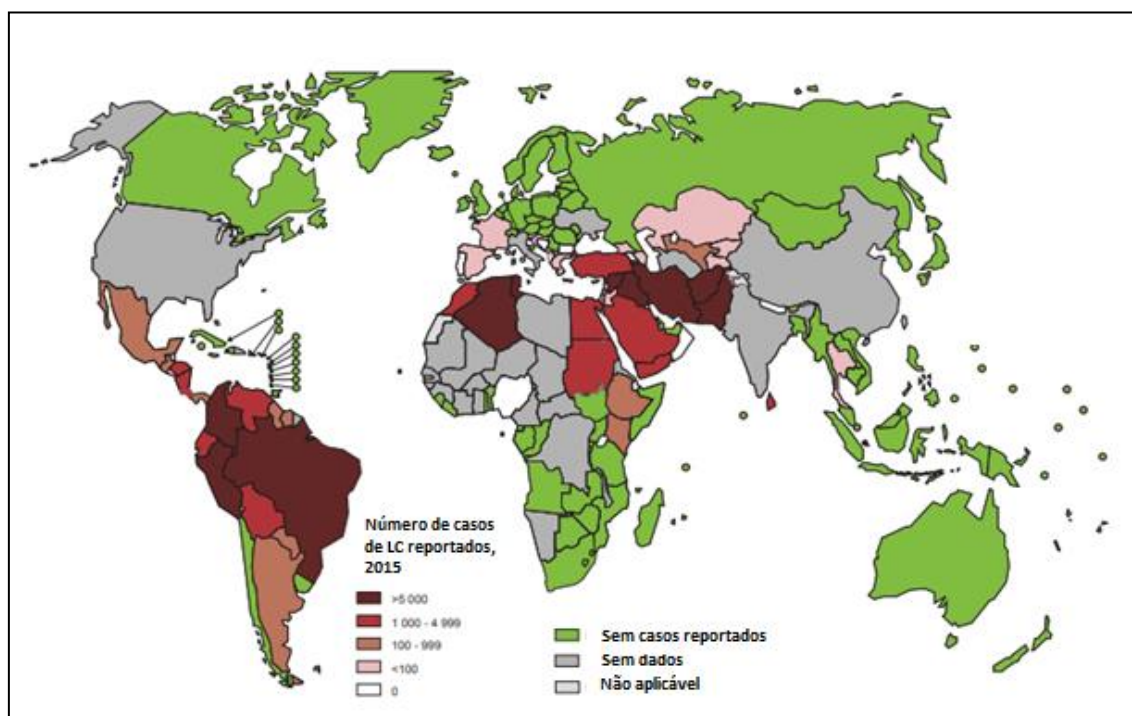 Número de casos
de LC reportados,
2015
>5 000
1 000 - 4 999
100 - 999
<100
0
Sem casos reportados
Sem dados
Não aplicável